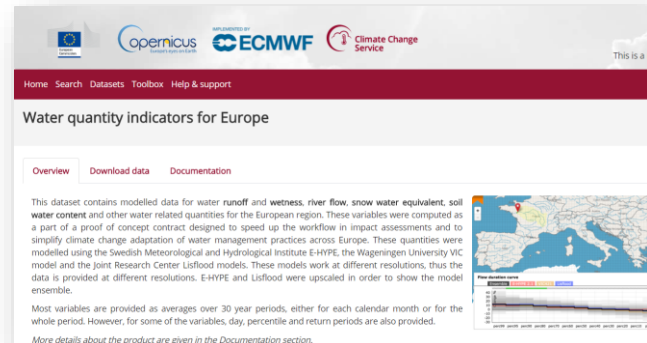 opernicus
Europe's eyes on Earth
IMPLEMENTED BY
ECMWF
Climate Change
Service
This is a
Home Search Datasets Toolbox Help & support
Water quantity indicators for Europe
Overview Download data Documentation
This dataset contains modelled data for water runoff and wetness, river flow, snow water equivalent, soil
water content and other water related quantities for the European region. These variables were computed as
a part of a proof of concept contract designed to speed up the workflow in impact assessments and to
simplify climate change adaptation of water management practices across Europe. These quantities were
modelled using the Swedish Meteorological and Hydrological Institute E-HYPE, the Wageningen University VIC
model and the Joint Research Center Lisflood models. These models work at different resolutions, thus the
data is provided at different resolutions. E-HYPE and Lisflood were upscaled in order to show the model
ensemble.
Most variables are provided as averages over 30 year periods, either for each calendar month or for the
whole period. However, for some of the variables, day, percentile and return periods are also provided.
More details about the product are given in the Documentation section.
Flow duration curve